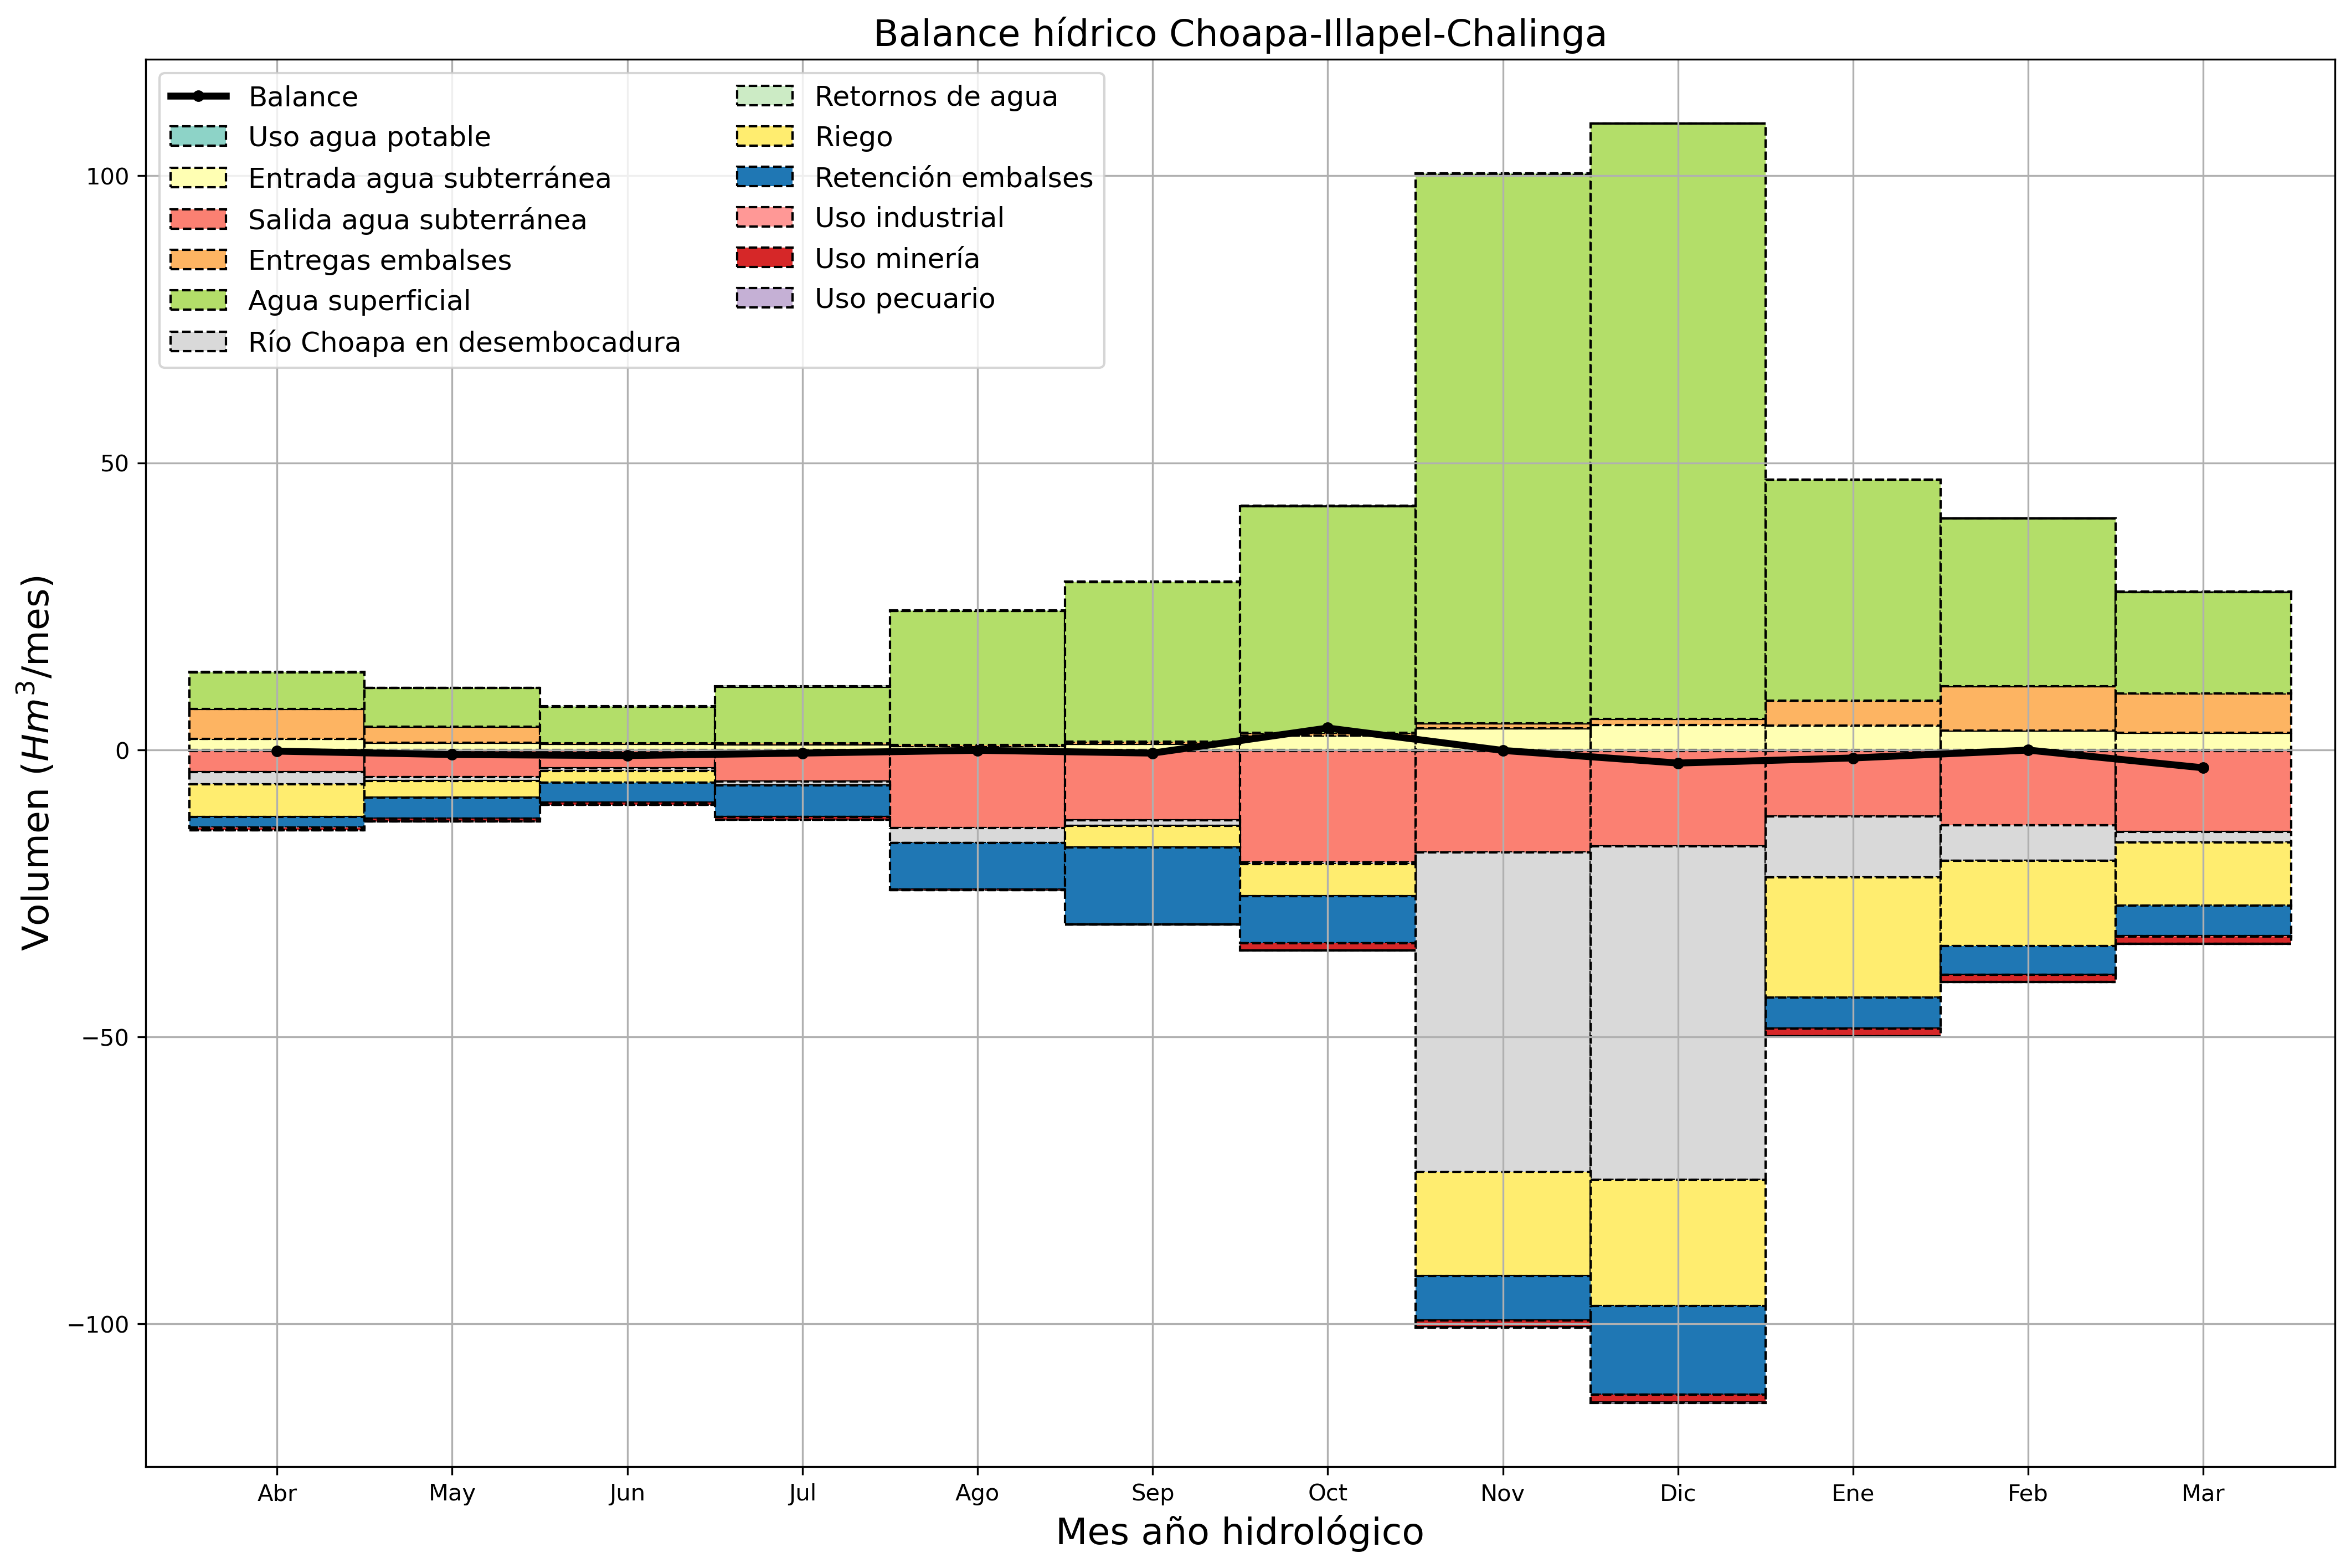 Balance hídrico Choapa-Illapel-Chalinga
Balance
Uso agua potable
Entrada agua subterránea
Salida agua subterránea
Entregas embalses
Agua superficial
Río Choapa en desembocadura
Retornos de agua
Riego
Retención embalses
Uso industrial
Uso minería
Uso pecuario
Volumen (Hm³/mes)
100
50
0
−50
−100
Abr May Jun Jul Ago Sep Oct Nov Dic Ene Feb Mar
Mes año hidrológico